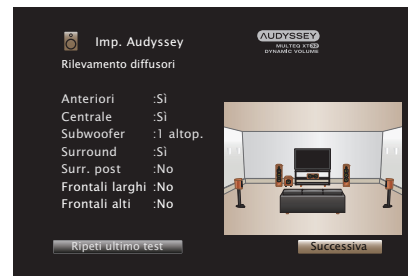 Imp. Audyssey
AUDYSSEY
MULTEQ XT32
DYNAMIC VOLUME
Rilevamento diffusori
Anteriori :Sì
Centrale :Sì
Subwoofer :1 altop.
Surround :Sì
Surr. post :No
Frontali larghi :No
Frontali alti :No
Ripeti ultimo test
Successiva